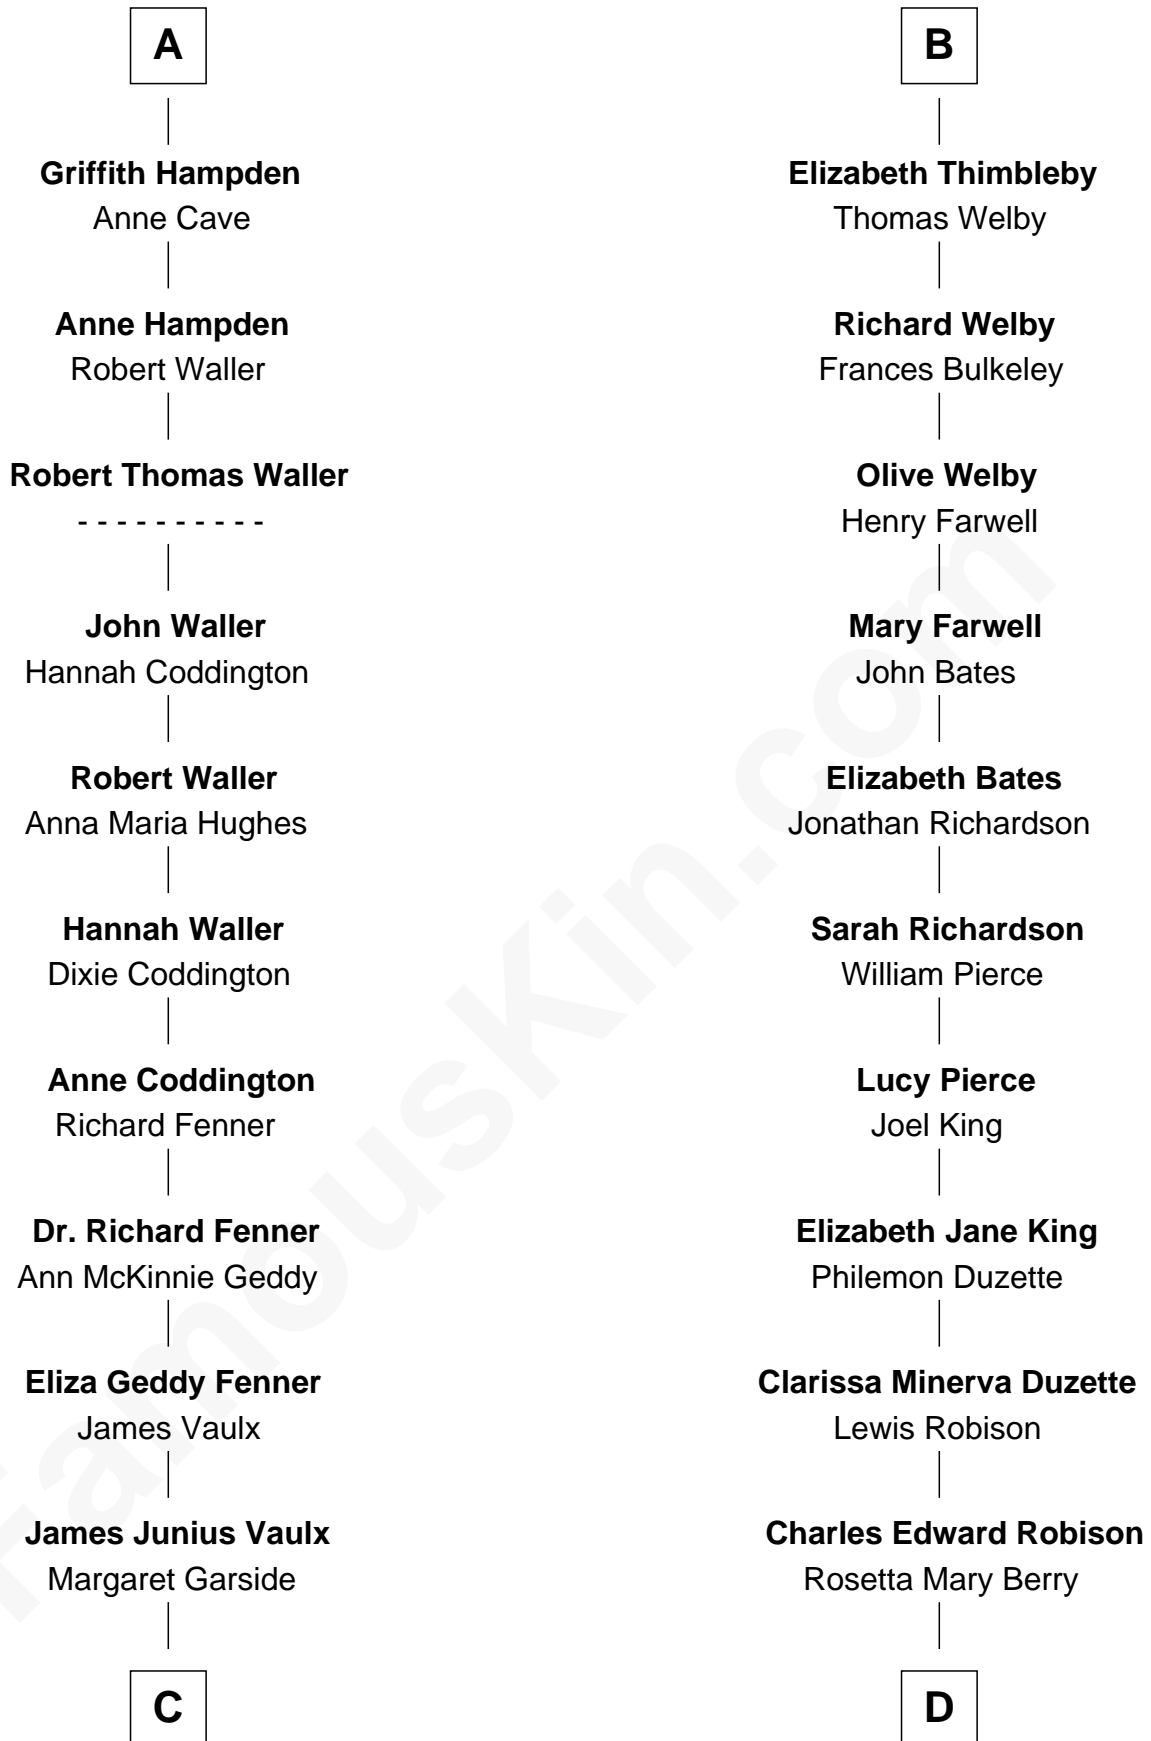 A
Griffith Hampden
Anne Cave
Anne Hampden
Robert Waller
Robert Thomas Waller
- - - - - - - - - -
John Waller
Hannah Coddington
Robert Waller
Anna Maria Hughes
Hannah Waller
Dixie Coddington
Anne Coddington
Richard Fenner
Dr. Richard Fenner
Ann McKinnie Geddy
Eliza Geddy Fenner
James Vaulx
James Junius Vaulx
Margaret Garside
C
B
Elizabeth Thimbleby
Thomas Welby
Richard Welby
Frances Bulkeley
Olive Welby
Henry Farwell
Mary Farwell
John Bates
Elizabeth Bates
Jonathan Richardson
Sarah Richardson
William Pierce
Lucy Pierce
Joel King
Elizabeth Jane King
Philemon Duzette
Clarissa Minerva Duzette
Lewis Robison
Charles Edward Robison
Rosetta Mary Berry
D
FamousKin.com